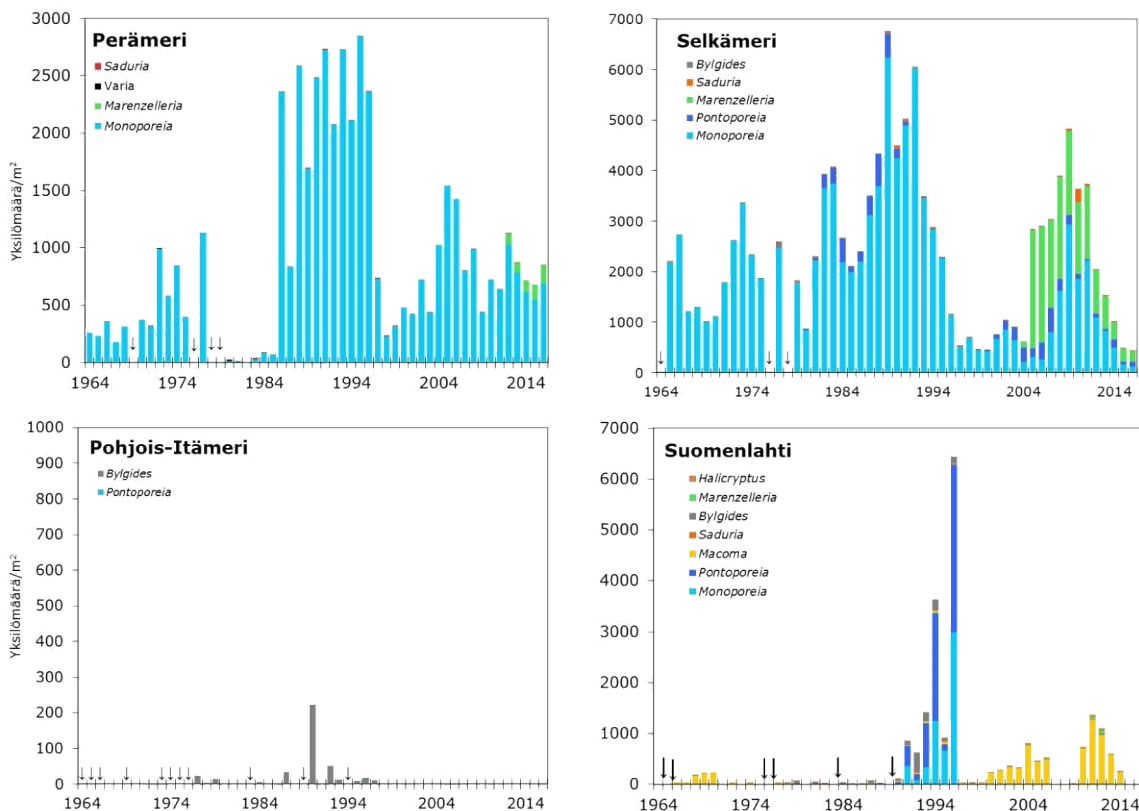 Perämeri
Saduria
Varia
Marenzelleria
Monoporeia
Yksilömäärä/m²
3000
2500
2000
1500
1000
500
0
1964 1974 1984 1994 2004 2014
Selkämeri
Bylgides
Saduria
Marenzelleria
Pontoporeia
Monoporeia
7000
6000
5000
4000
3000
2000
1000
0
1964 1974 1984 1994 2004 2014
Pohjois-Itämeri
Bylgides
Pontoporeia
Yksilömäärä/m²
1000
900
800
700
600
500
400
300
200
100
0
1964 1974 1984 1994 2004 2014
Suomenlahti
Halicryptus
Marenzelleria
Bylgides
Saduria
Macoma
Pontoporeia
Monoporeia
7000
6000
5000
4000
3000
2000
1000
0
1964 1974 1984 1994 2004 2014